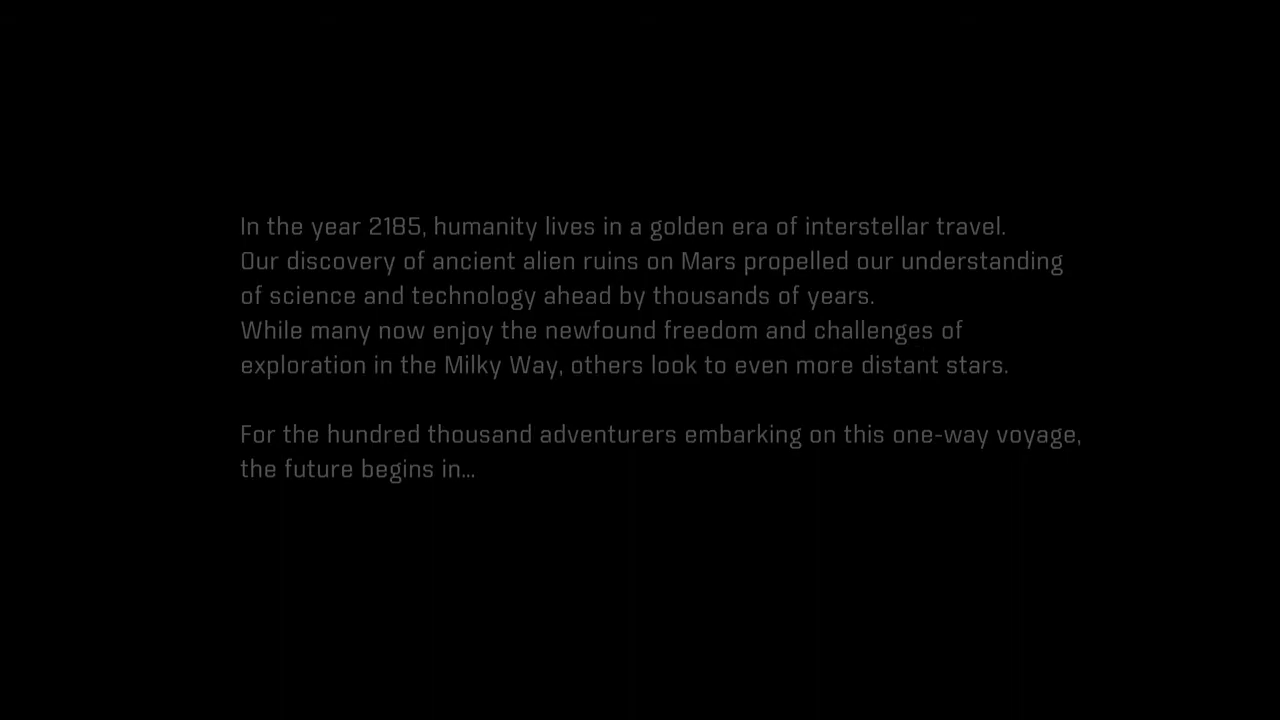 In the year 2185, humanity lives in a golden era of interstellar travel.
Our discovery of ancient alien ruins on Mars propelled our understanding
of science and technology ahead by thousands of years.
While many now enjoy the newfound freedom and challenges of
exploration in the Milky Way, others look to even more distant stars.
For the hundred thousand adventurers embarking on this one-way voyage,
the future begins in...